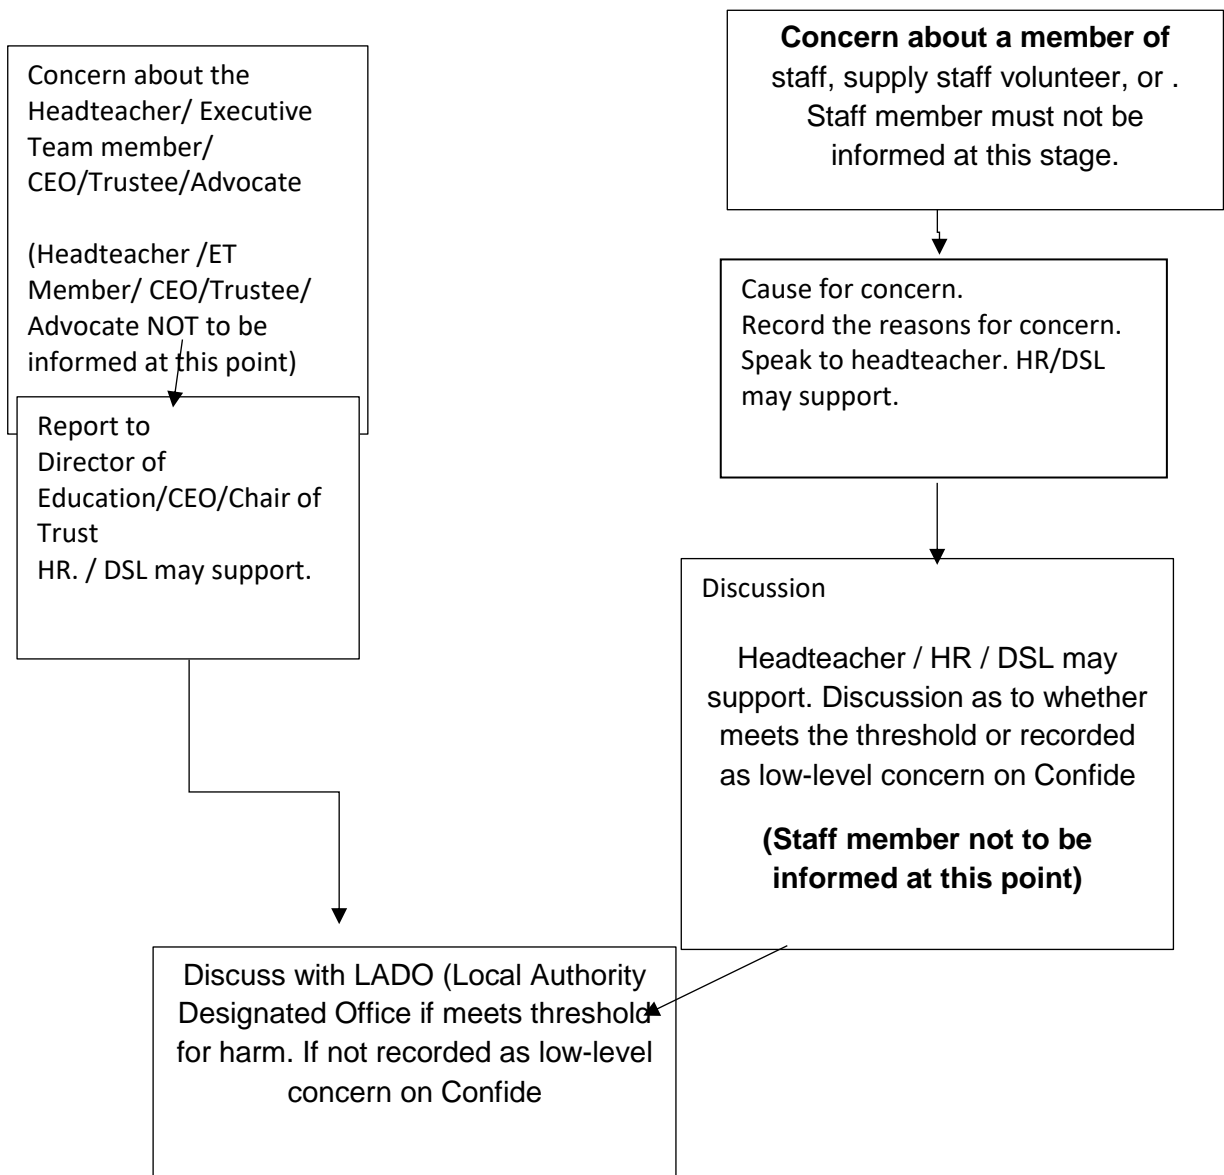 Concern about the
Headteacher/ Executive
Team member/
CEO/Trustee/Advocate
(Headteacher /ET
Member/ CEO/Trustee/
Advocate NOT to be
informed at this point)
Report to
Director of
Education/CEO/Chair of
Trust
HR. / DSL may support.
Concern about a member of
staff, supply staff volunteer, or .
Staff member must not be
informed at this stage.
Cause for concern.
Record the reasons for concern.
Speak to headteacher. HR/DSL
may support.
Discussion
Headteacher / HR / DSL may
support. Discussion as to whether
meets the threshold or recorded
as low-level concern on Confide
(Staff member not to be
informed at this point)
Discuss with LADO (Local Authority
Designated Office if meets threshold
for harm. If not recorded as low-level
concern on Confide